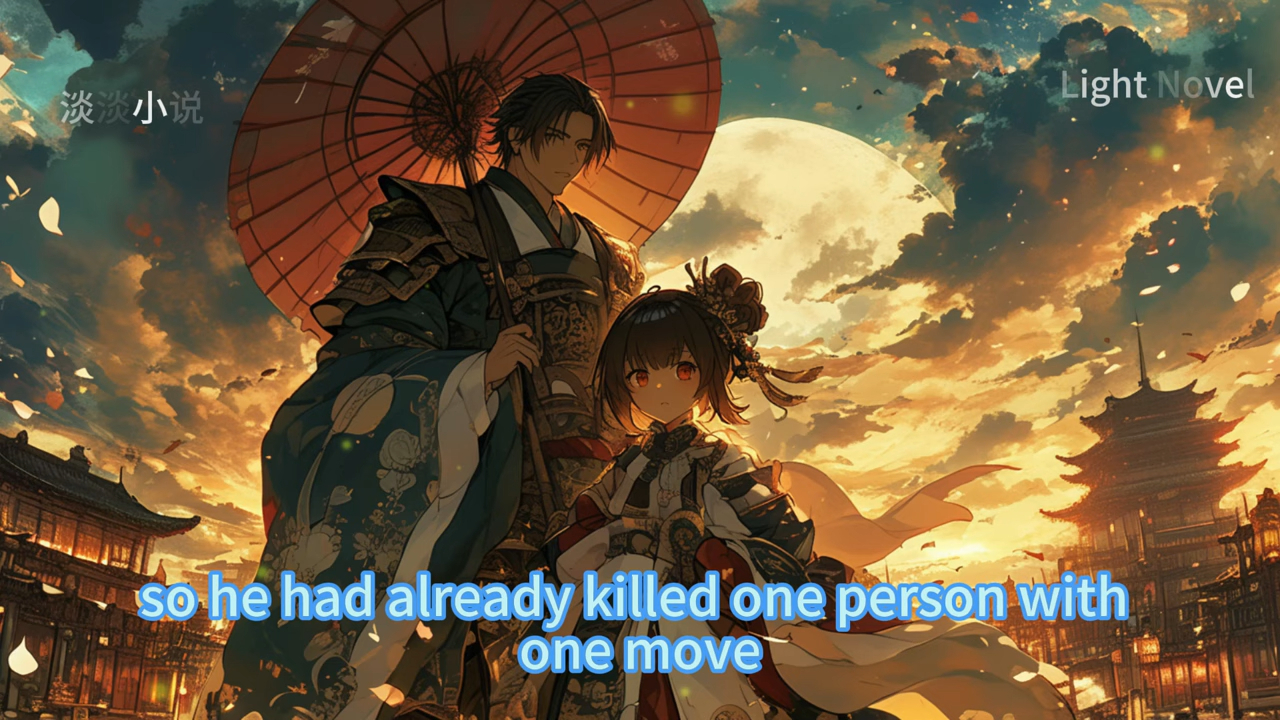 淡淡小说
Light Novel
so he had already killed one person with
one move